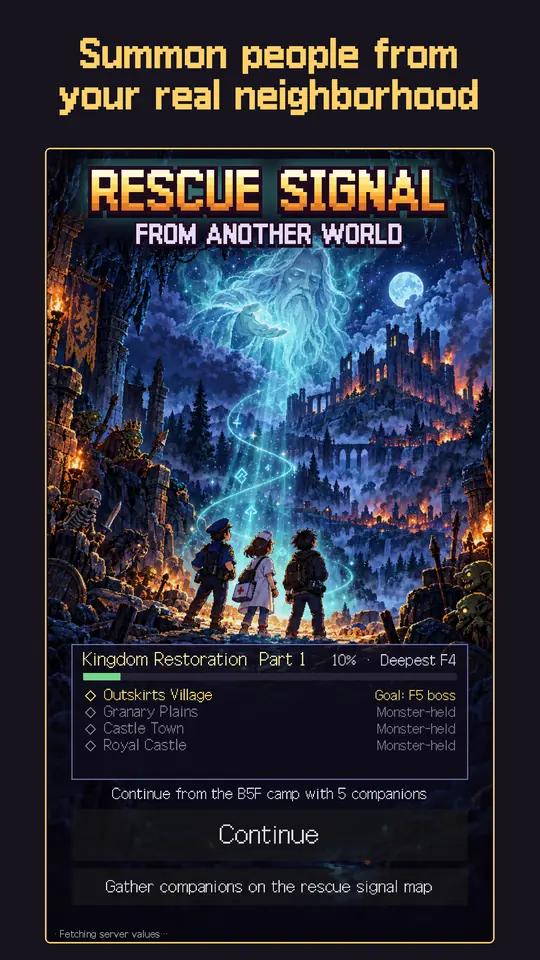 Summon people from
your real neighborhood
RESCUE SIGNAL
FROM ANOTHER WORLD
Kingdom Restoration Part 1 10% · Deepest F4
◇ Outskirts Village Goal: F5 boss
◇ Granary Plains Monster-held
◇ Castle Town Monster-held
◇ Royal Castle Monster-held
Continue from the B5F camp with 5 companions
Continue
Gather companions on the rescue signal map
· Fetching server values…